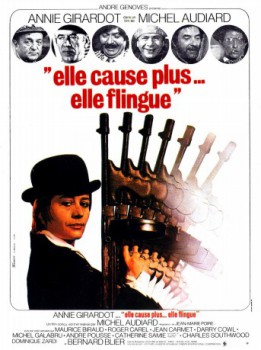 ANDRE GENOVES
ANNIE GIRARDOT
MICHEL AUDIARD
"elle cause plus...
elle flingue"
ANNIE GIRARDOT ... "elle cause plus... elle flingue"
MICHEL AUDIARD
JEAN-MARIE POIRE
MAURICE BIRAUD · ROGER CAREL · JEAN CARMET · DARRY COWL
MICHEL GALABRU · ANDRE POUSSE · CATHERINE SAMIE · CHARLES SOUTHWOOD
DOMINIQUE ZARDI
BERNARD BLIER